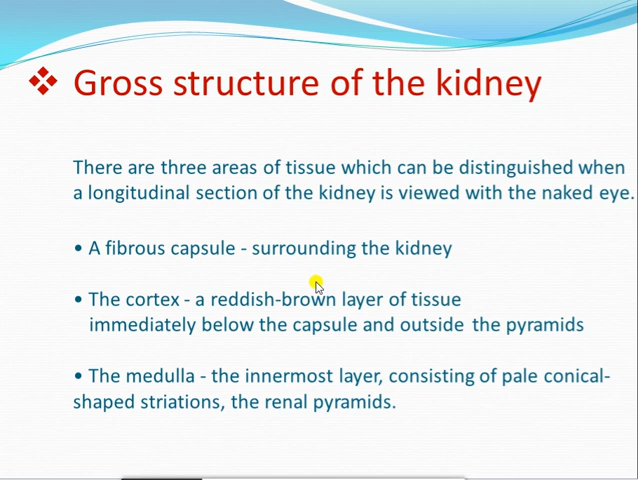 ❖ Gross structure of the kidney
There are three areas of tissue which can be distinguished when
a longitudinal section of the kidney is viewed with the naked eye.
• A fibrous capsule - surrounding the kidney
• The cortex - a reddish-brown layer of tissue
immediately below the capsule and outside the pyramids
• The medulla - the innermost layer, consisting of pale conical-
shaped striations, the renal pyramids.